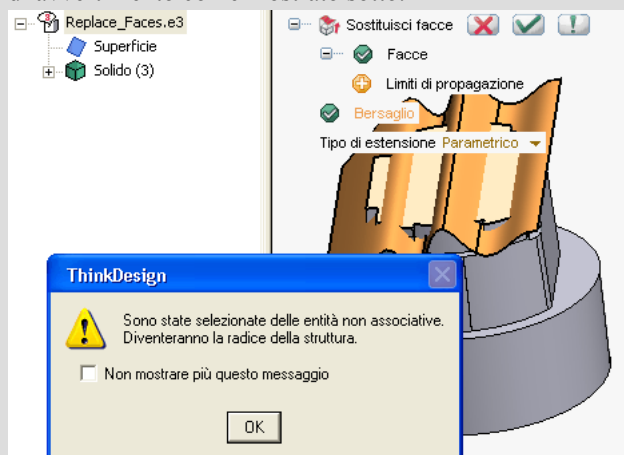 Replace_Faces.e3
Superficie
Solido (3)
Sostituisci facce
Facce
Limiti di propagazione
Bersaglio
Tipo di estensione Parametrico
ThinkDesign
Sono state selezionate delle entità non associative.
Diventeranno la radice della struttura.
Non mostrare più questo messaggio
OK